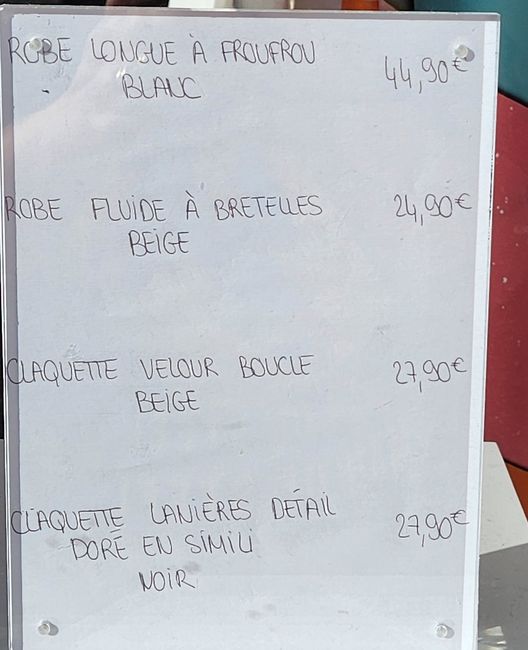 ROBE LONGUE À FROUFROU 44,90€
BLANC
ROBE FLUIDE À BRETELLES 24,90€
BEIGE
CLAQUETTE VELOUR BOUCLE 27,90€
BEIGE
CLAQUETTE LANIÈRES DETAIL 27,90€
DORÉ EN SIMILI
NOIR